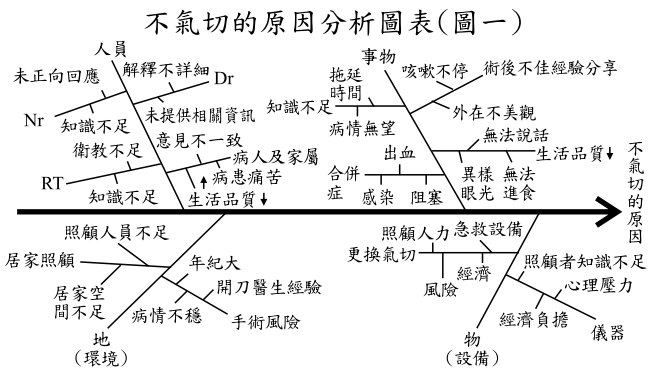 不氣切的原因分析圖表(圖一)
人員
未正向回應
解釋不詳細
Dr
Nr
知識不足
未提供相關資訊
意見不一致
衛教不足
病人及家屬
RT
知識不足
↑病患痛苦
生活品質↓
事物
拖延
時間
咳嗽不停
術後不佳經驗分享
知識不足
病情無望
外在不美觀
無法說話
出血
生活品質↓
合併
症
感染
阻塞
異樣
眼光
無法
進食
不氣切的原因
照顧人員不足
居家照顧
年紀大
居家空
間不足
開刀醫生經驗
病情不穩
手術風險
地
(環境)
照顧人力
急救設備
更換氣切
經濟
風險
照顧者知識不足
心理壓力
經濟負擔
儀器
物
(設備)